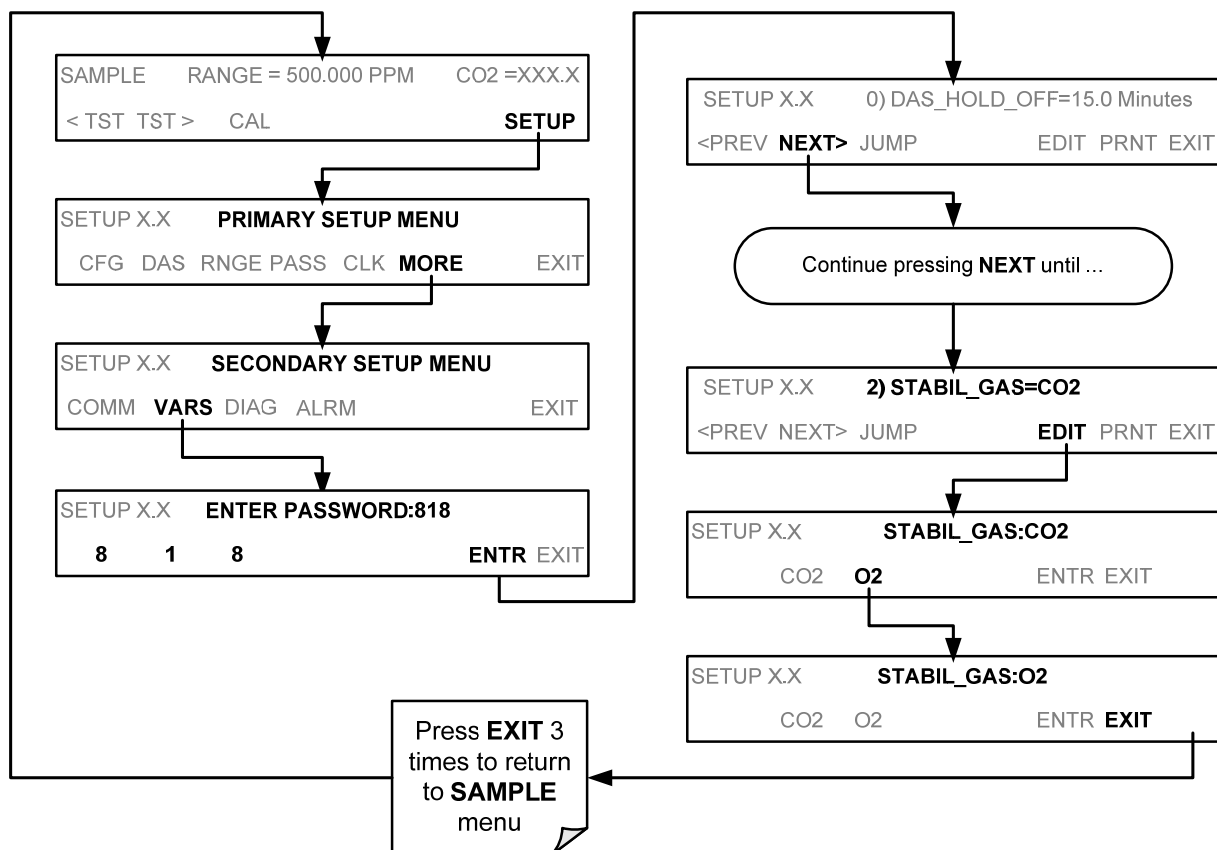 SAMPLE RANGE = 500.000 PPM CO2 =XXX.X
< TST TST > CAL SETUP
SETUP X.X PRIMARY SETUP MENU
CFG DAS RNGE PASS CLK MORE EXIT
SETUP X.X SECONDARY SETUP MENU
COMM VARS DIAG ALRM EXIT
SETUP X.X ENTER PASSWORD:818
8 1 8 ENTR EXIT
SETUP X.X 0) DAS_HOLD_OFF=15.0 Minutes
<PREV NEXT> JUMP EDIT PRNT EXIT
Continue pressing NEXT until ...
SETUP X.X 2) STABIL_GAS=CO2
<PREV NEXT> JUMP EDIT PRNT EXIT
SETUP X.X STABIL_GAS:CO2
CO2 O2 ENTR EXIT
SETUP X.X STABIL_GAS:O2
CO2 O2 ENTR EXIT
Press EXIT 3
times to return
to SAMPLE
menu